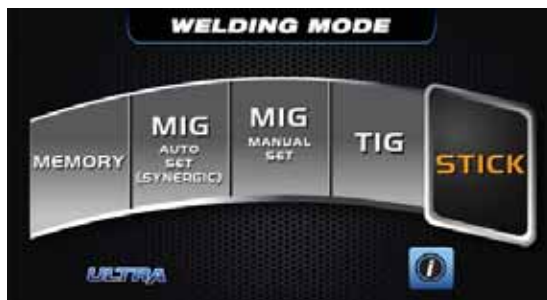 WELDING MODE
MEMORY
MIG
AUTO
SET
(SYNERGIC)
MIG
MANUAL
SET
TIG
STICK
ULTRA
i